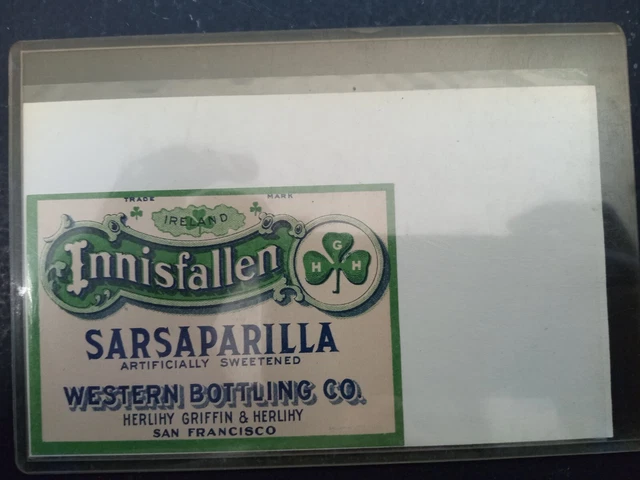 TRADE MARK
IRELAND
Innisfallen
H G H
SARSAPARILLA
ARTIFICIALLY SWEETENED
WESTERN BOTTLING CO.
HERLIHY GRIFFIN & HERLIHY
SAN FRANCISCO